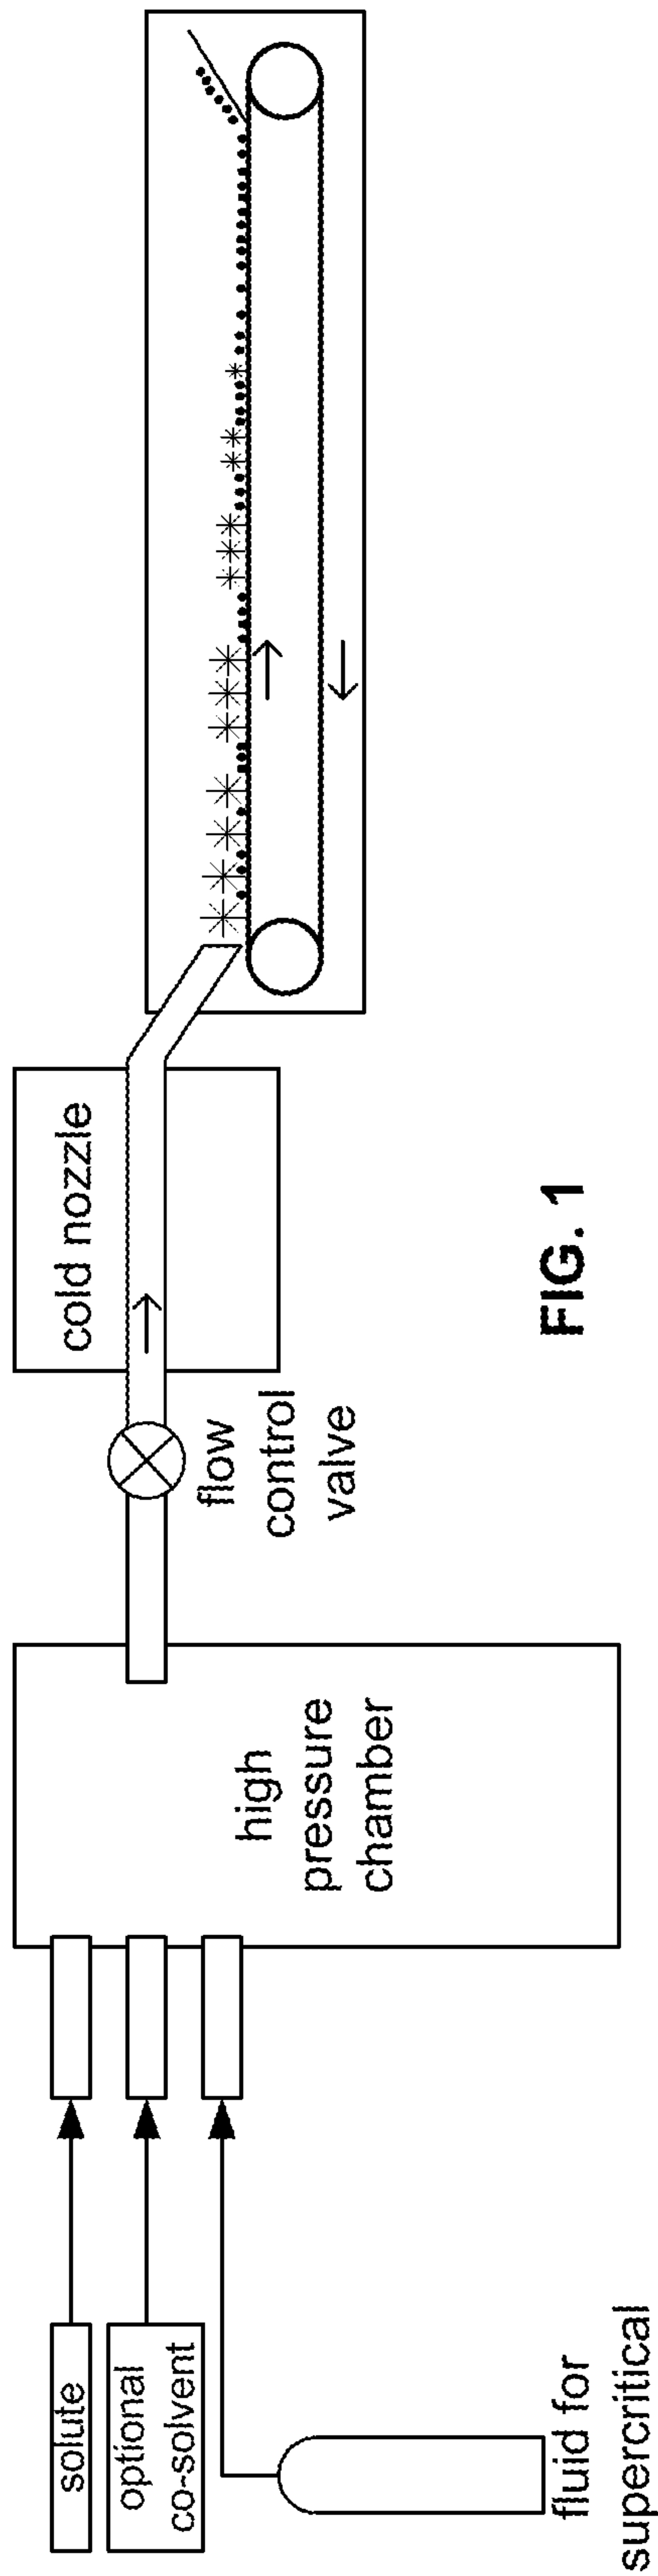 solute
optional
co-solvent
fluid for
supercritical
high
pressure
chamber
flow
control
valve
cold nozzle
FIG. 1